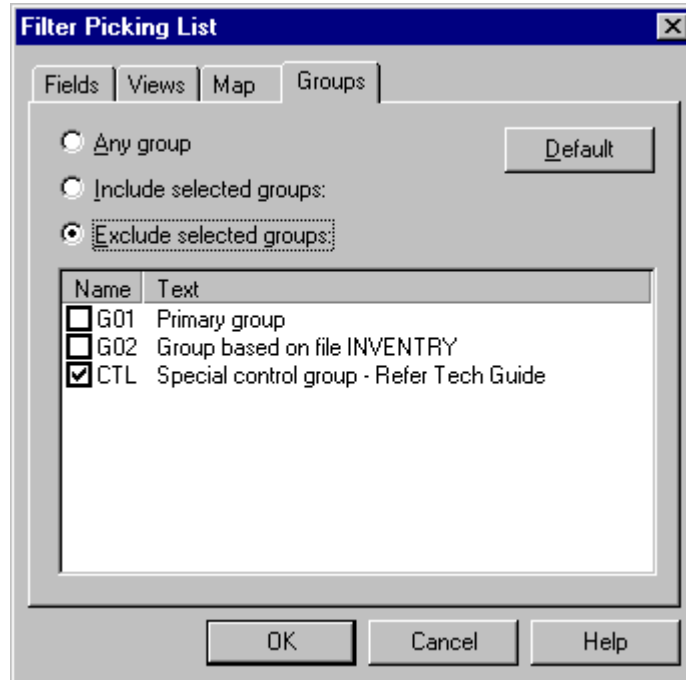 Filter Picking List
Fields Views Map Groups
Any group
Default
Include selected groups:
Exclude selected groups:
Name Text
G01 Primary group
G02 Group based on file INVENTRY
CTL Special control group - Refer Tech Guide
OK Cancel Help